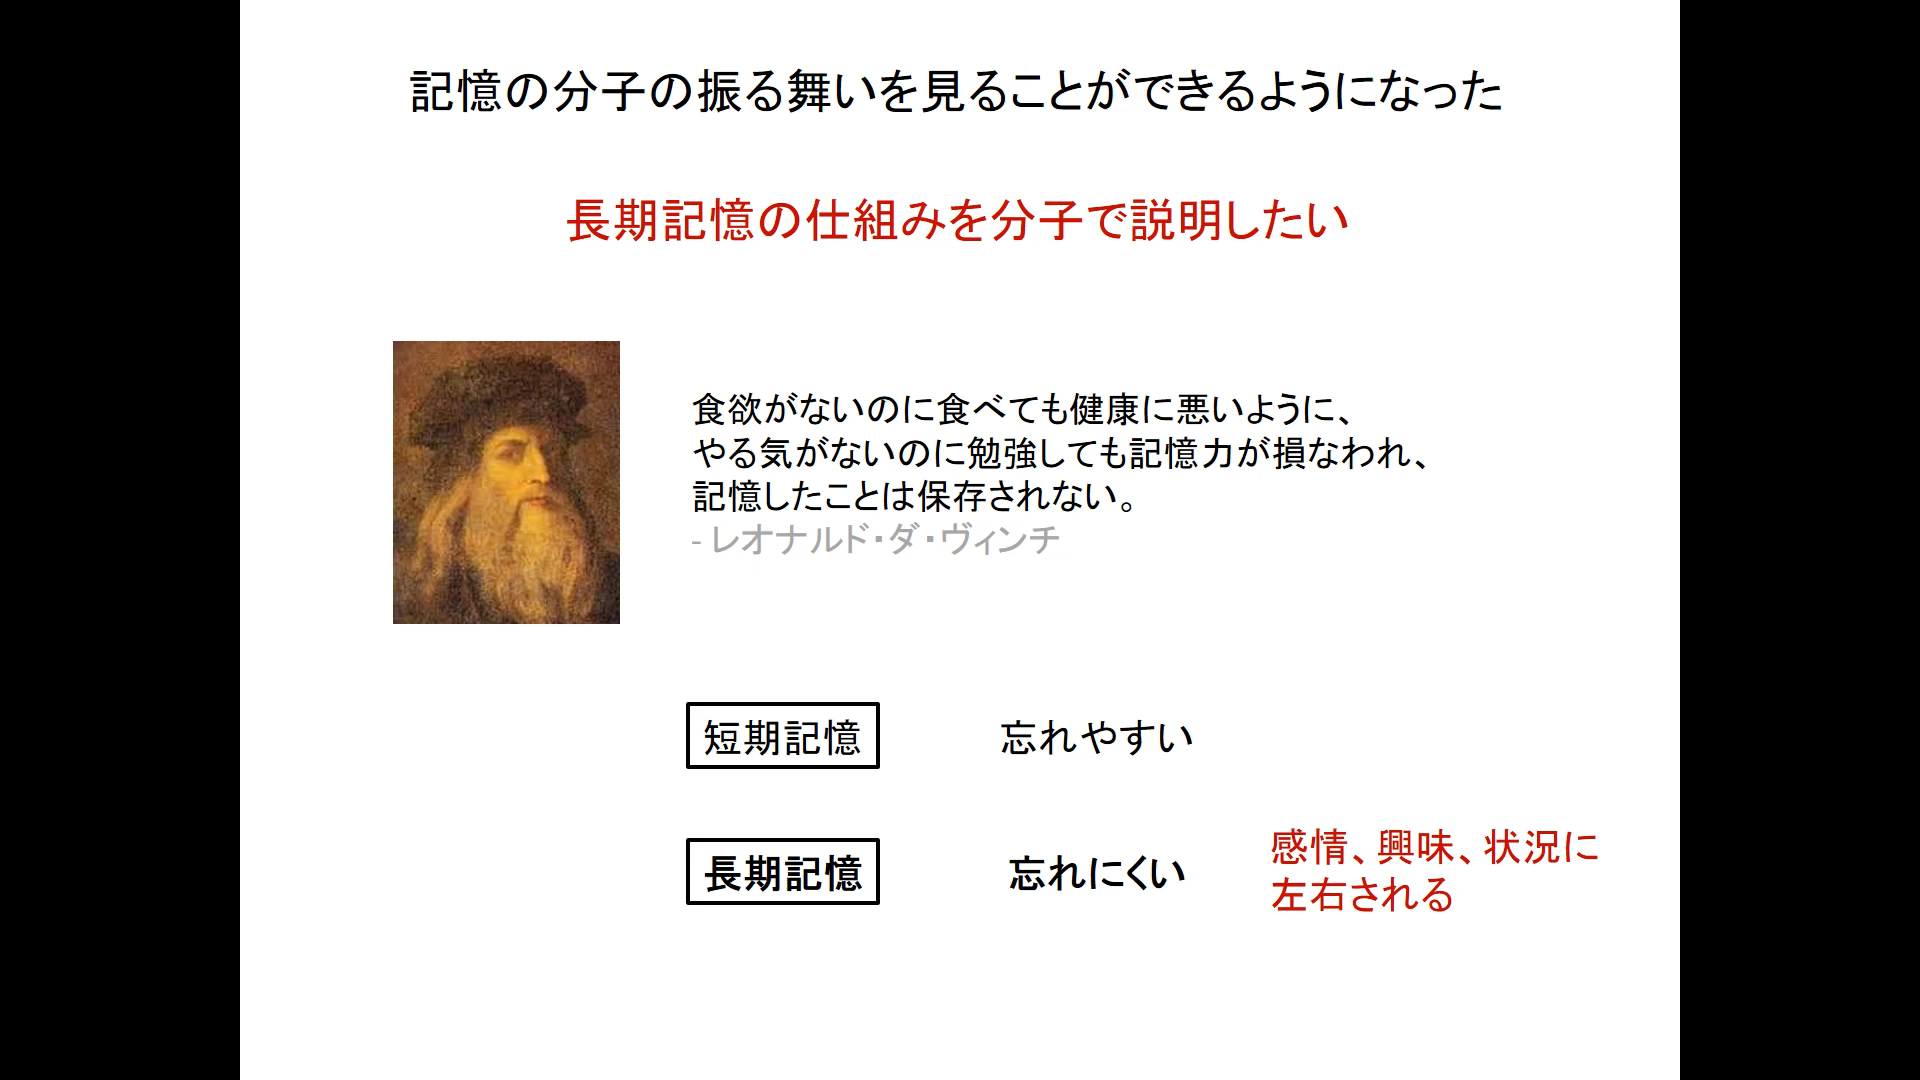 記憶の分子の振る舞いを見ることができるようになった
長期記憶の仕組みを分子で説明したい
食欲がないのに食べても健康に悪いように、
やる気がないのに勉強しても記憶力が損なわれ、
記憶したことは保存されない。
- レオナルド・ダ・ヴィンチ
短期記憶 忘れやすい
長期記憶 忘れにくい
感情、興味、状況に
左右される